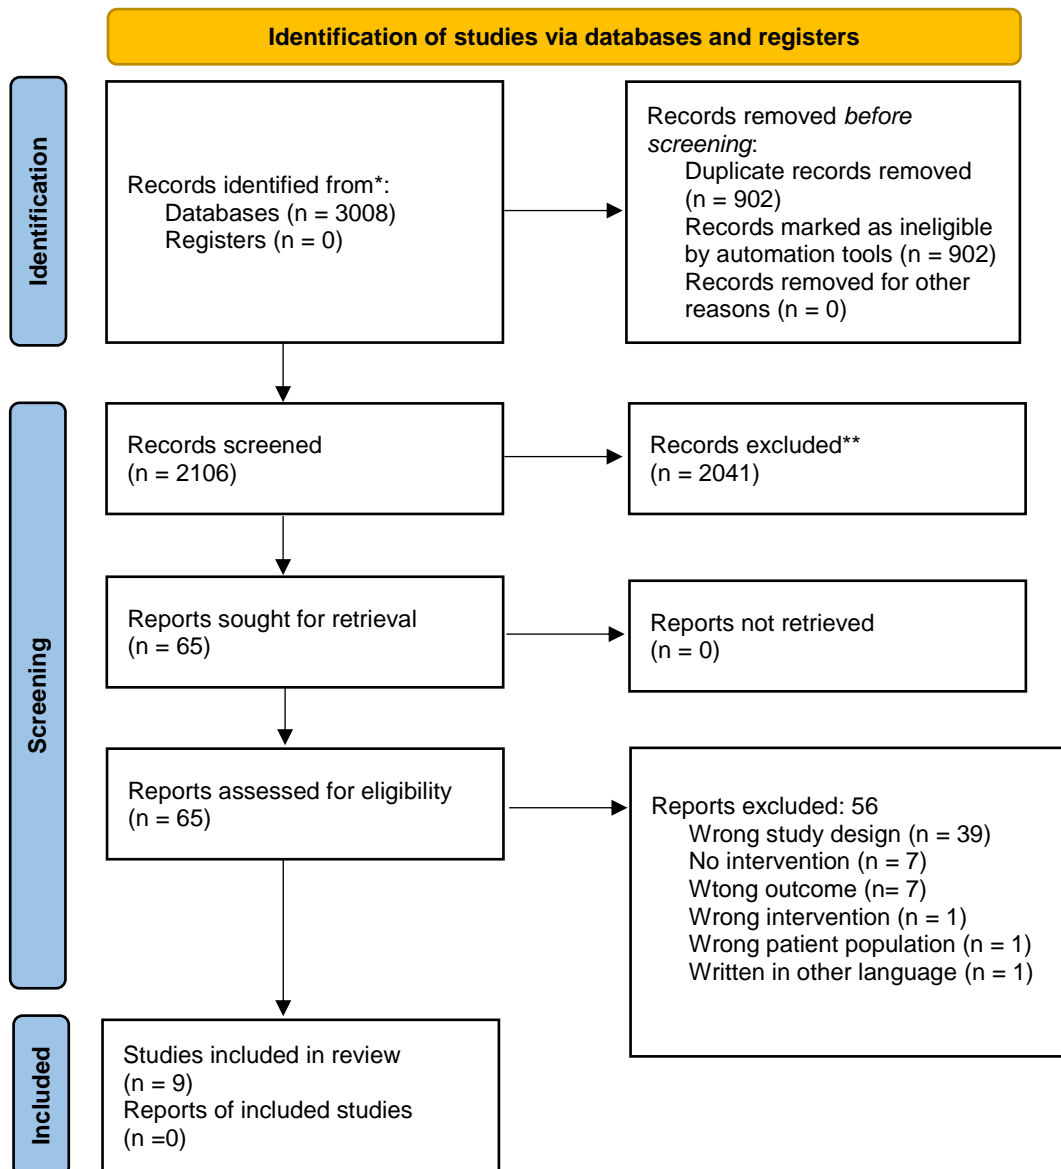 Identification of studies via databases and registers
Identification
Records identified from*:
Databases (n = 3008)
Registers (n = 0)
Records removed before
screening:
Duplicate records removed
(n = 902)
Records marked as ineligible
by automation tools (n = 902)
Records removed for other
reasons (n = 0)
Screening
Records screened
(n = 2106)
Records excluded**
(n = 2041)
Reports sought for retrieval
(n = 65)
Reports not retrieved
(n = 0)
Reports assessed for eligibility
(n = 65)
Reports excluded: 56
Wrong study design (n = 39)
No intervention (n = 7)
Wtong outcome (n= 7)
Wrong intervention (n = 1)
Wrong patient population (n = 1)
Written in other language (n = 1)
Included
Studies included in review
(n = 9)
Reports of included studies
(n =0)